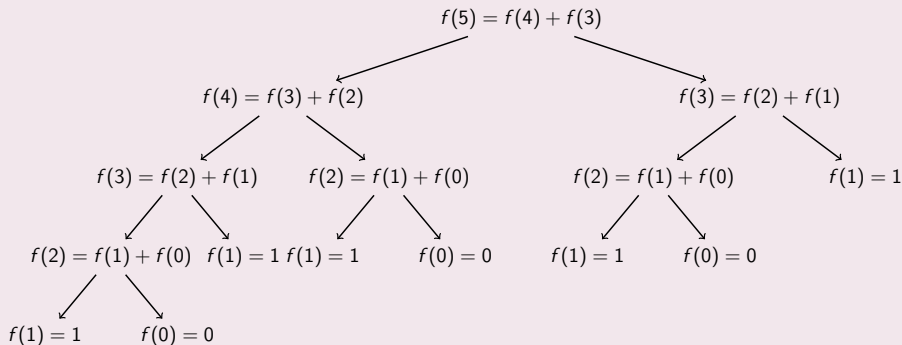 f(5) = f(4) + f(3)
f(4) = f(3) + f(2) f(3) = f(2) + f(1)
f(3) = f(2) + f(1) f(2) = f(1) + f(0) f(2) = f(1) + f(0) f(1) = 1
f(2) = f(1) + f(0) f(1) = 1 f(1) = 1 f(0) = 0 f(1) = 1 f(0) = 0
f(1) = 1 f(0) = 0